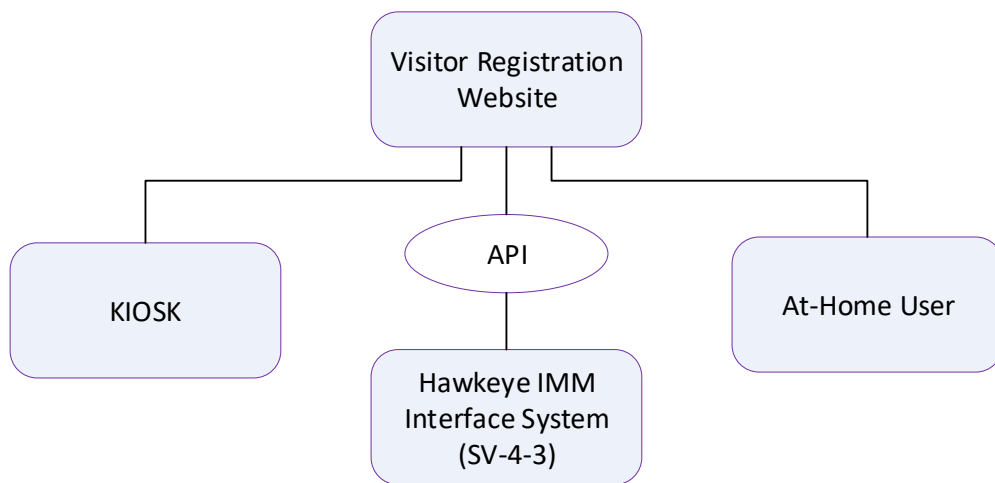 Visitor Registration
Website
KIOSK
API
At-Home User
Hawkeye IMM
Interface System
(SV-4-3)